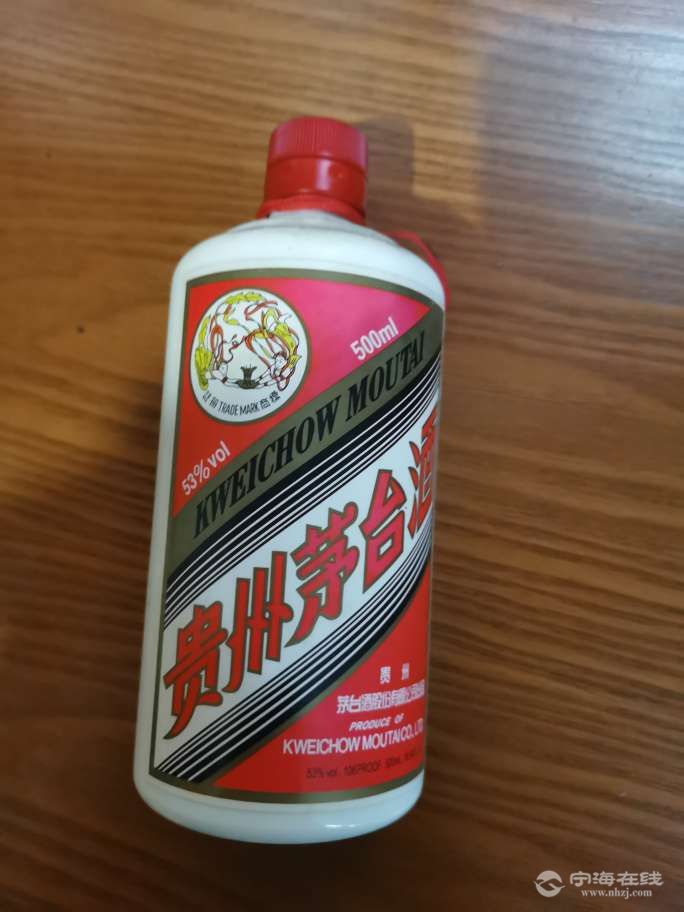 注册 TRADE MARK 商标
500ml
53%vol
KWEICHOW MOUTAI
贵州茅台酒
贵 州
茅台酒股份有限公司出品
PRODUCE OF
KWEICHOW MOUTAI CO., LTD
53% vol 106PROOF 500mL
宁海在线
www.nhzj.com